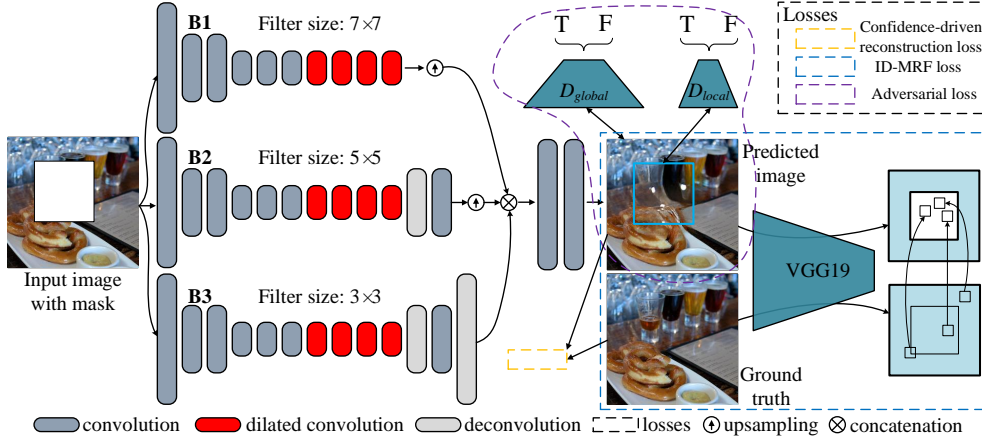 B1
Filter size: 7×7
T F
T F
Losses
Confidence-driven
reconstruction loss
ID-MRF loss
Adversarial loss
D_global
D_local
B2
Filter size: 5×5
Predicted
image
Input image
with mask
VGG19
B3
Filter size: 3×3
Ground
truth
convolution
dilated convolution
deconvolution
losses
upsampling
concatenation